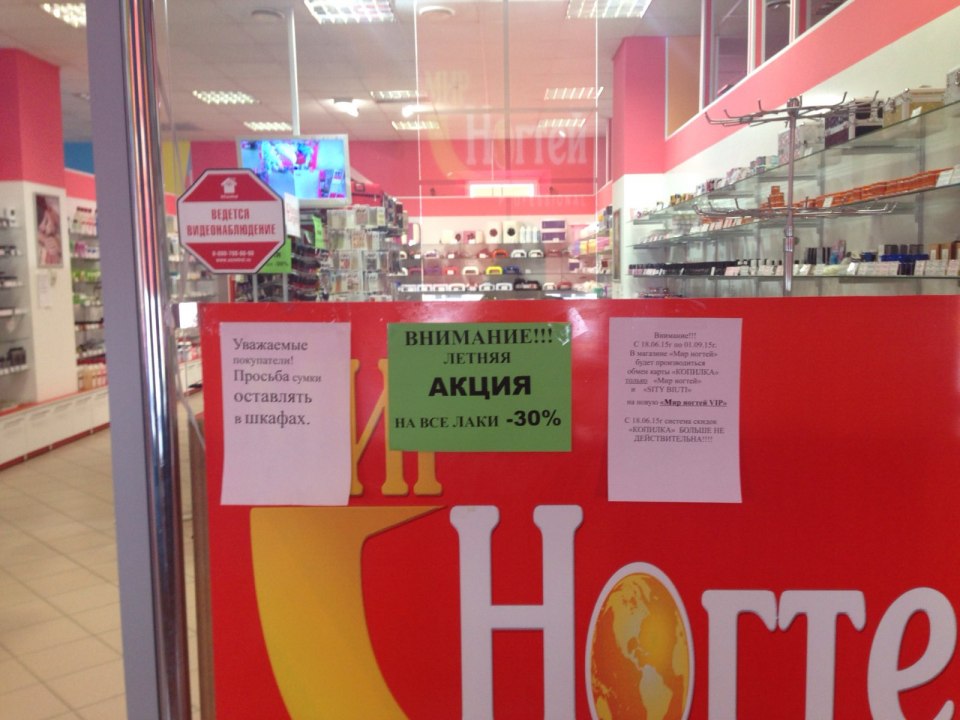 Ногтей
ВЕДЕТСЯ
ВИДЕОНАБЛЮДЕНИЕ
Уважаемые
покупатели!
Просьба сумки
оставлять
в шкафах.
ВНИМАНИЕ!!!
ЛЕТНЯЯ
АКЦИЯ
НА ВСЕ ЛАКИ -30%
Внимание!!!
С 18.06.15г по 01.09.15г.
В магазине «Мир ногтей»
будет производиться
обмен карты «КОПИЛКА»
только «Мир ногтей»
и «SITY BIUTI»
на новую «Мир ногтей VIP»
С 18.06.15г система скидок
«КОПИЛКА» БОЛЬШЕ НЕ
ДЕЙСТВИТЕЛЬНА!!!!
Ногте